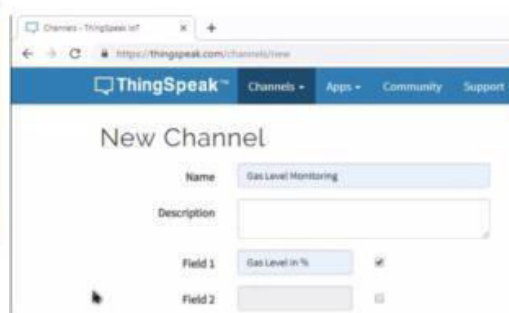 Channels - ThingSpeak IoT
https://thingspeak.com/channels/new
ThingSpeak™ Channels Apps Community Support
New Channel
Name Gas Level Monitoring
Description
Field 1 Gas Level in %
Field 2